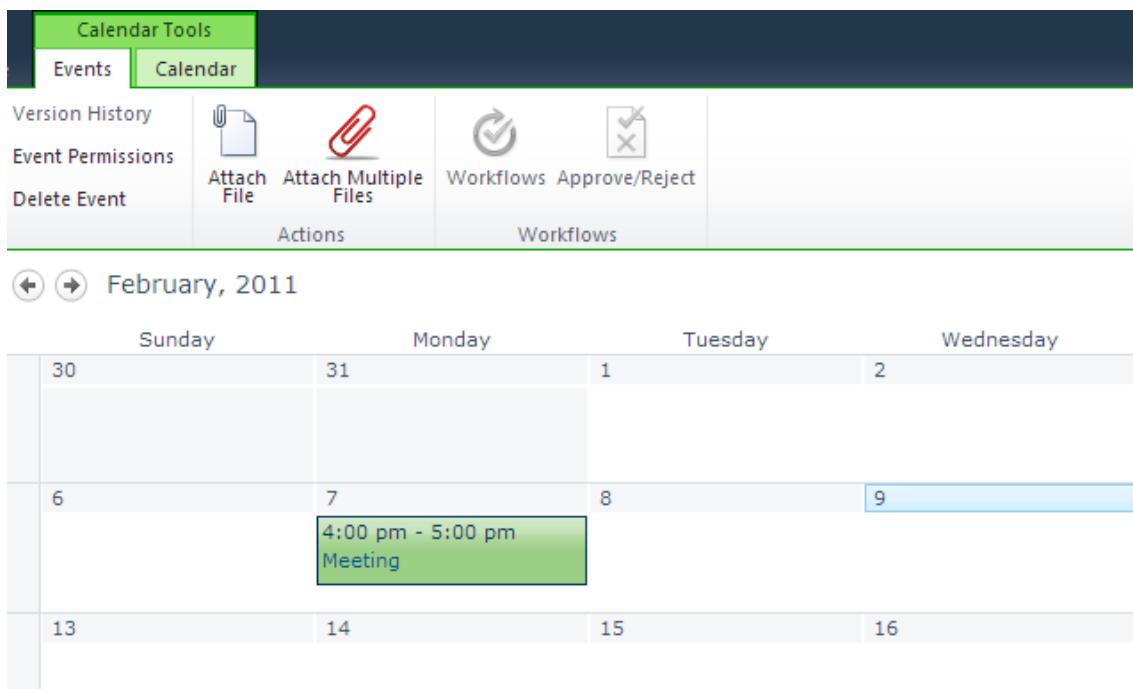 Calendar Tools
Events Calendar
Version History
Event Permissions
Delete Event
Attach File
Attach Multiple Files
Workflows
Approve/Reject
Actions
Workflows
February, 2011
Sunday Monday Tuesday Wednesday
30 31 1 2
6 7 8 9
4:00 pm - 5:00 pm
Meeting
13 14 15 16